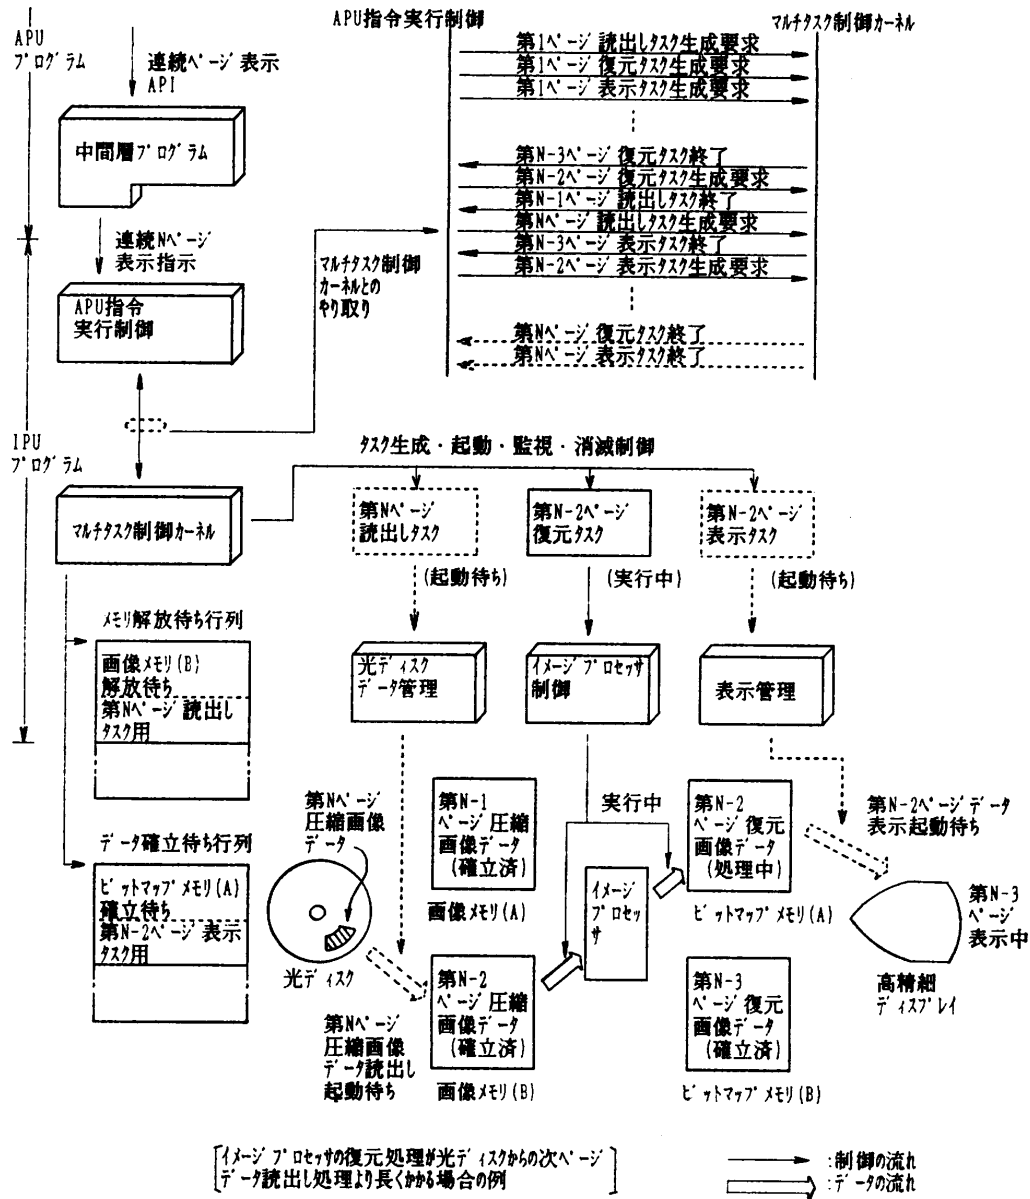 APU
プログラム
連続ページ表示
API
中間層プログラム
連続Nページ
表示指示
APU指令
実行制御
IPU
プログラム
マルチタスク制御カーネル
マルチタスク制御
カーネルとの
やり取り
APU指令実行制御
マルチタスク制御カーネル
第1ページ読出しタスク生成要求
第1ページ復元タスク生成要求
第1ページ表示タスク生成要求
第N-3ページ復元タスク終了
第N-2ページ復元タスク生成要求
第N-1ページ読出しタスク終了
第Nページ読出しタスク生成要求
第N-3ページ表示タスク終了
第N-2ページ表示タスク生成要求
第Nページ復元タスク終了
第Nページ表示タスク終了
タスク生成・起動・監視・消滅制御
第Nページ
読出しタスク
第N-2ページ
復元タスク
第N-2ページ
表示タスク
(起動待ち)
(実行中)
(起動待ち)
光ディスク
データ管理
イメージプロセッサ
制御
表示管理
メモリ解放待ち行列
画像メモリ(B)
解放待ち
第Nページ読出し
タスク用
データ確立待ち行列
ビットマップメモリ(A)
確立待ち
第N-2ページ表示
タスク用
第Nページ
圧縮画像
データ
光ディスク
第Nページ
圧縮画像
データ読出し
起動待ち
第N-1
ページ圧縮
画像データ
(確立済)
画像メモリ(A)
第N-2
ページ圧縮
画像データ
(確立済)
画像メモリ(B)
実行中
イメージ
プロセッ
サ
第N-2
ページ復元
画像データ
(処理中)
ビットマップメモリ(A)
第N-3
ページ復元
画像データ
(確立済)
ビットマップメモリ(B)
第N-2ページデータ
表示起動待ち
第N-3
ページ
表示中
高精細
ディスプレイ
イメージプロセッサの復元処理が光ディスクからの次ページ
データ読出し処理より長くかかる場合の例
:制御の流れ
:データの流れ